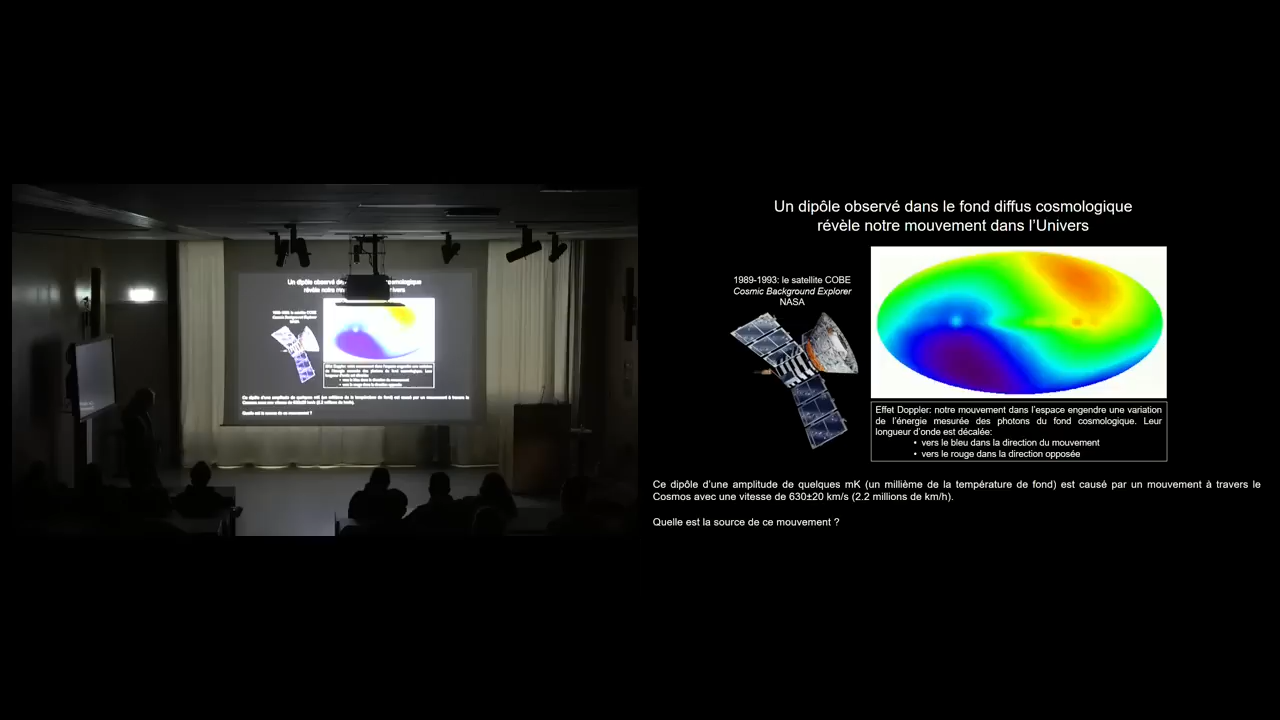 Un dipôle observé dans le fond diffus cosmologique
révèle notre mouvement dans l'Univers
1989-1993: le satellite COBE
Cosmic Background Explorer
NASA
Effet Doppler: notre mouvement dans l'espace engendre une variation
de l'énergie mesurée des photons du fond cosmologique. Leur
longueur d'onde est décalée:
• vers le bleu dans la direction du mouvement
• vers le rouge dans la direction opposée
Ce dipôle d'une amplitude de quelques mK (un millième de la température de fond) est causé par un mouvement à travers le
Cosmos avec une vitesse de 630±20 km/s (2.2 millions de km/h).
Quelle est la source de ce mouvement ?